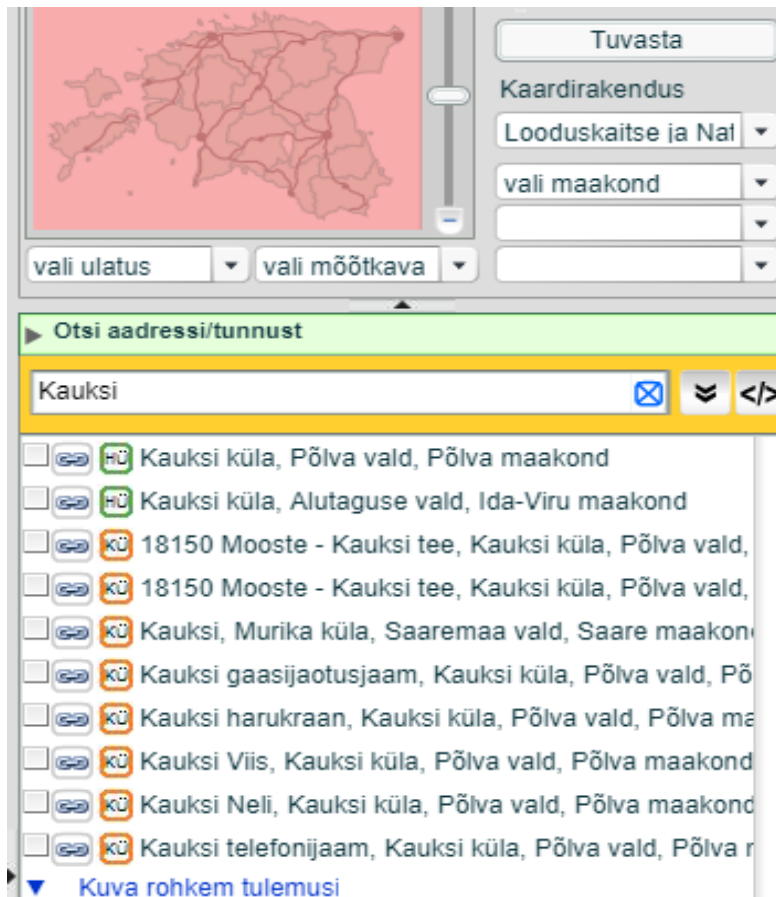 Tuvasta
Kaardirakendus
Looduskaitse ja Nat
vali maakond
vali ulatus
vali mõõtkava
Otsi aadressi/tunnust
Kauksi
</>
HÜ Kauksi küla, Põlva vald, Põlva maakond
HÜ Kauksi küla, Alutaguse vald, Ida-Viru maakond
KÜ 18150 Mooste - Kauksi tee, Kauksi küla, Põlva vald,
KÜ 18150 Mooste - Kauksi tee, Kauksi küla, Põlva vald,
KÜ Kauksi, Murika küla, Saaremaa vald, Saare maakon
KÜ Kauksi gaasijaotusjaam, Kauksi küla, Põlva vald, Põ
KÜ Kauksi harukraan, Kauksi küla, Põlva vald, Põlva ma
KÜ Kauksi Viis, Kauksi küla, Põlva vald, Põlva maakond
KÜ Kauksi Neli, Kauksi küla, Põlva vald, Põlva maakond
KÜ Kauksi telefonijaam, Kauksi küla, Põlva vald, Põlva
Kuva rohkem tulemusi